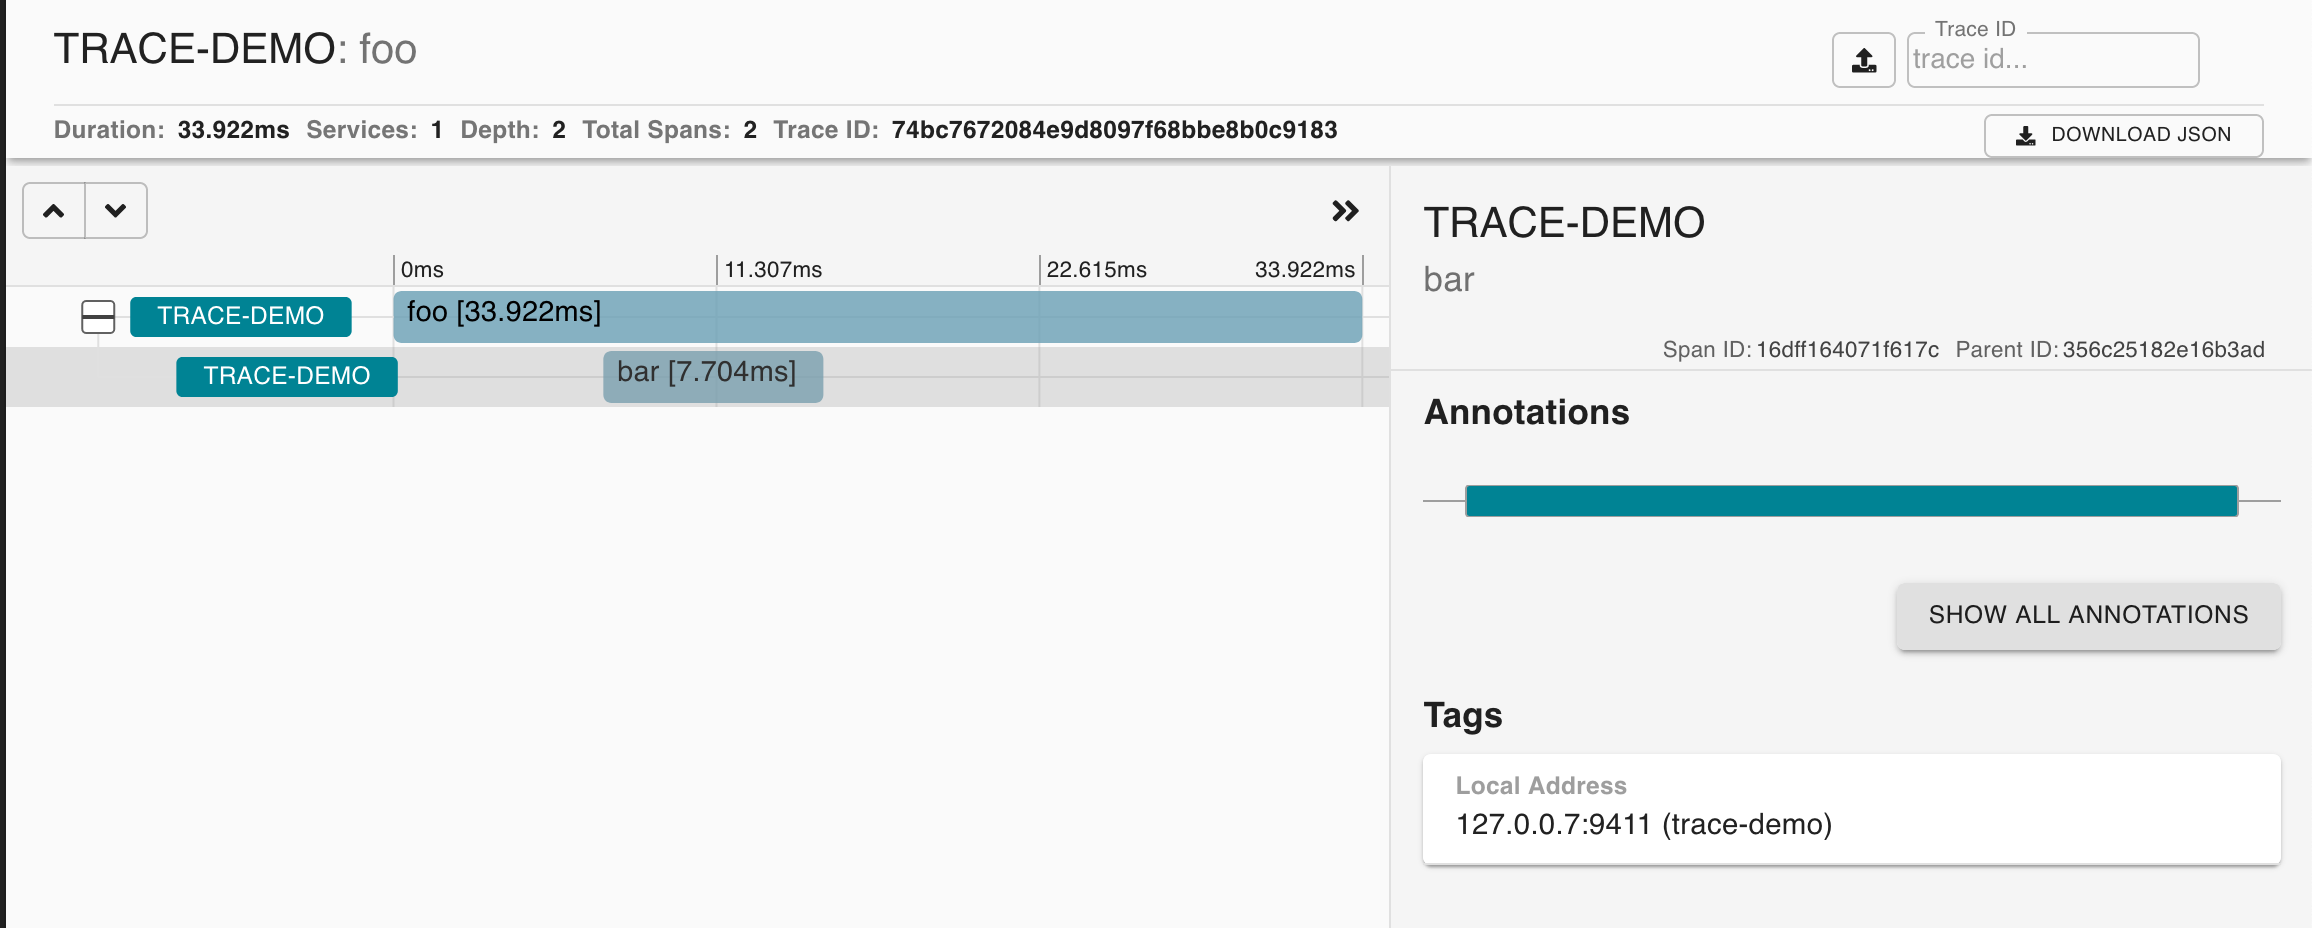 TRACE-DEMO: foo
Trace ID
trace id...
Duration: 33.922ms Services: 1 Depth: 2 Total Spans: 2 Trace ID: 74bc7672084e9d8097f68bbe8b0c9183
DOWNLOAD JSON
0ms 11.307ms 22.615ms 33.922ms
TRACE-DEMO foo [33.922ms]
TRACE-DEMO bar [7.704ms]
TRACE-DEMO
bar
Span ID: 16dff164071f617c Parent ID: 356c25182e16b3ad
Annotations
SHOW ALL ANNOTATIONS
Tags
Local Address
127.0.0.7:9411 (trace-demo)